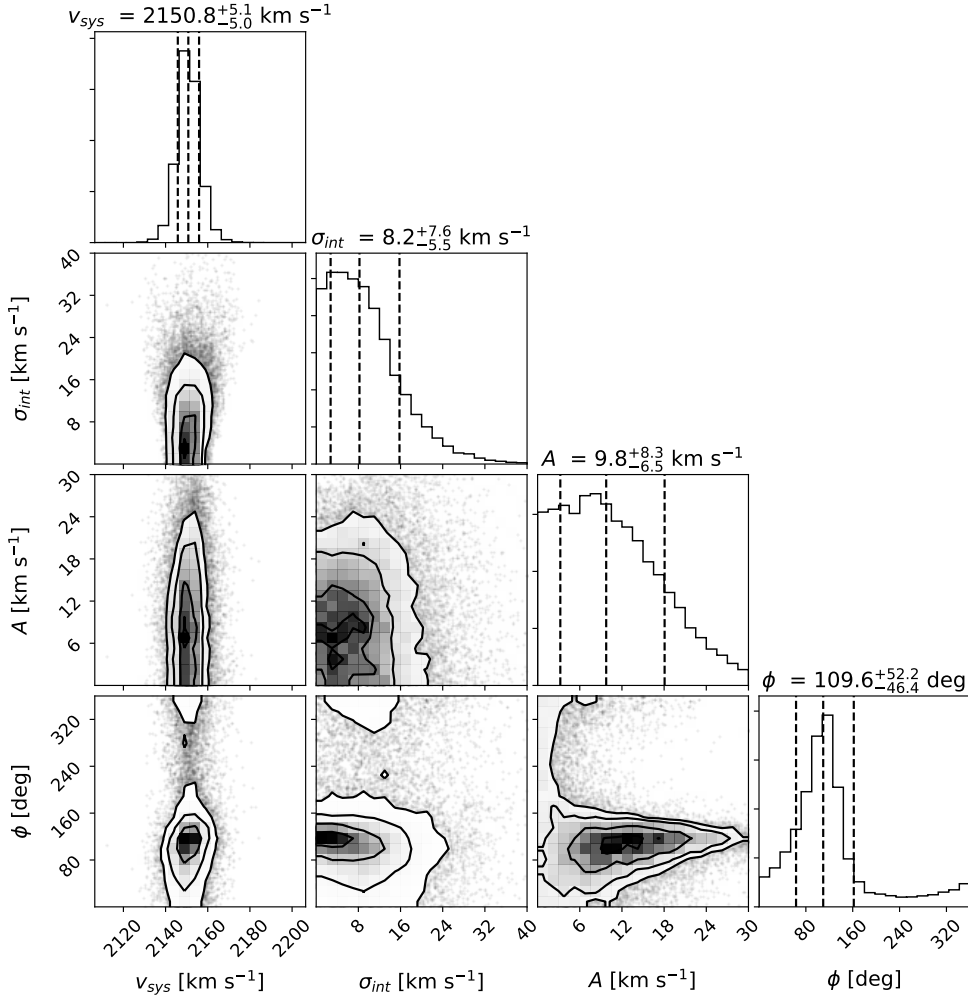 v_sys = 2150.8^{+5.1}_{-5.0} km s^{-1}
σ_int = 8.2^{+7.6}_{-5.5} km s^{-1}
40
32
24
16
8
σ_int [km s^{-1}]
A = 9.8^{+8.3}_{-6.5} km s^{-1}
30
24
18
12
6
A [km s^{-1}]
ϕ = 109.6^{+52.2}_{-46.4} deg
320
240
160
80
ϕ [deg]
2120 2140 2160 2180 2200
8 16 24 32 40
6 12 18 24 30
80 160 240 320
v_sys [km s^{-1}]
σ_int [km s^{-1}]
A [km s^{-1}]
ϕ [deg]